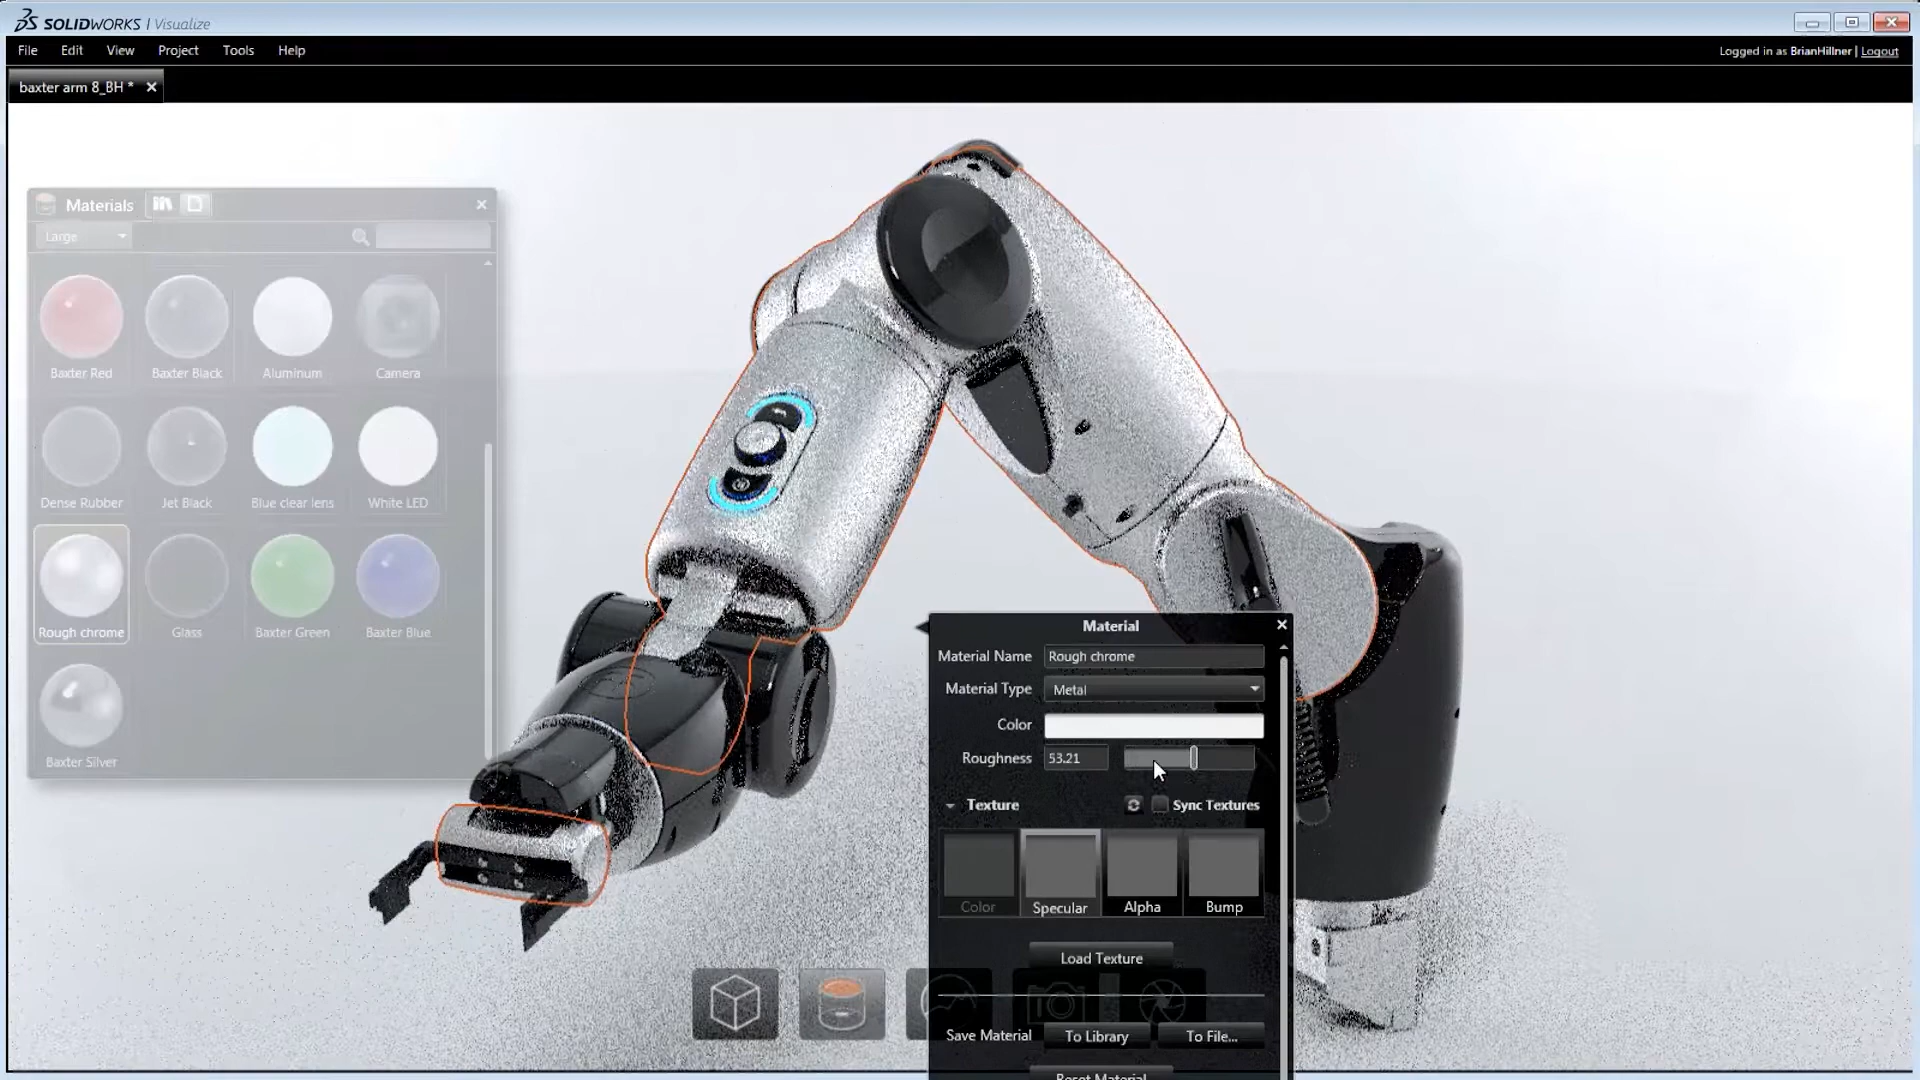 SOLIDWORKS | Visualize
File Edit View Project Tools Help
Logged in as BrianHillner | Logout
baxter arm 8_BH *
Materials
Large
Baxter Red Baxter Black Aluminum Camera
Dense Rubber Jet Black Blue clear lens White LED
Rough chrome Glass Baxter Green Baxter Blue
Baxter Silver
Material
Material Name Rough chrome
Material Type Metal
Color
Roughness 53.21
Texture Sync Textures
Color Specular Alpha Bump
Load Texture
Save Material To Library To File...
Reset Material